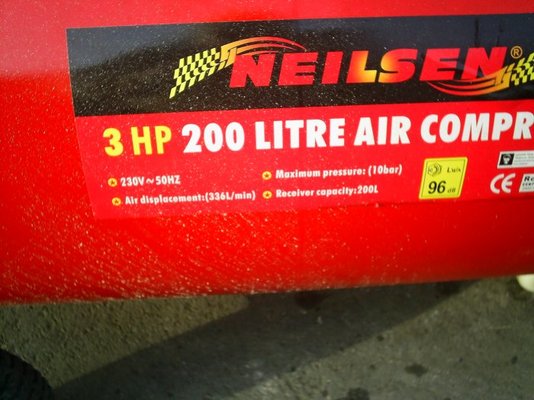 NEILSEN®
3 HP 200 LITRE AIR COMPR
230V~50HZ
Maximum pressure: (10bar)
Air displacement:(336L/min)
Receiver capacity:200L
LWA
96 dB
CE